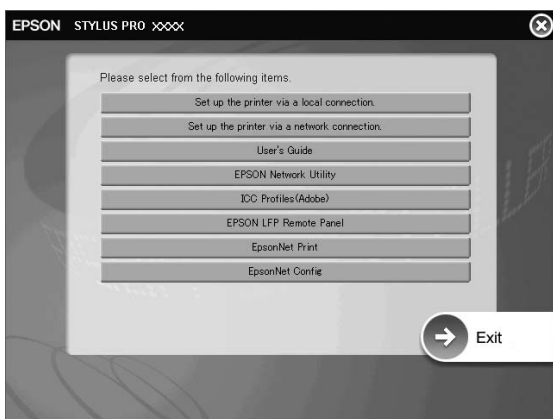 EPSON STYLUS PRO XXXX
Please select from the following items.
Set up the printer via a local connection.
Set up the printer via a network connection.
User's Guide
EPSON Network Utility
ICC Profiles(Adobe)
EPSON LFP Remote Panel
EpsonNet Print
EpsonNet Config
Exit